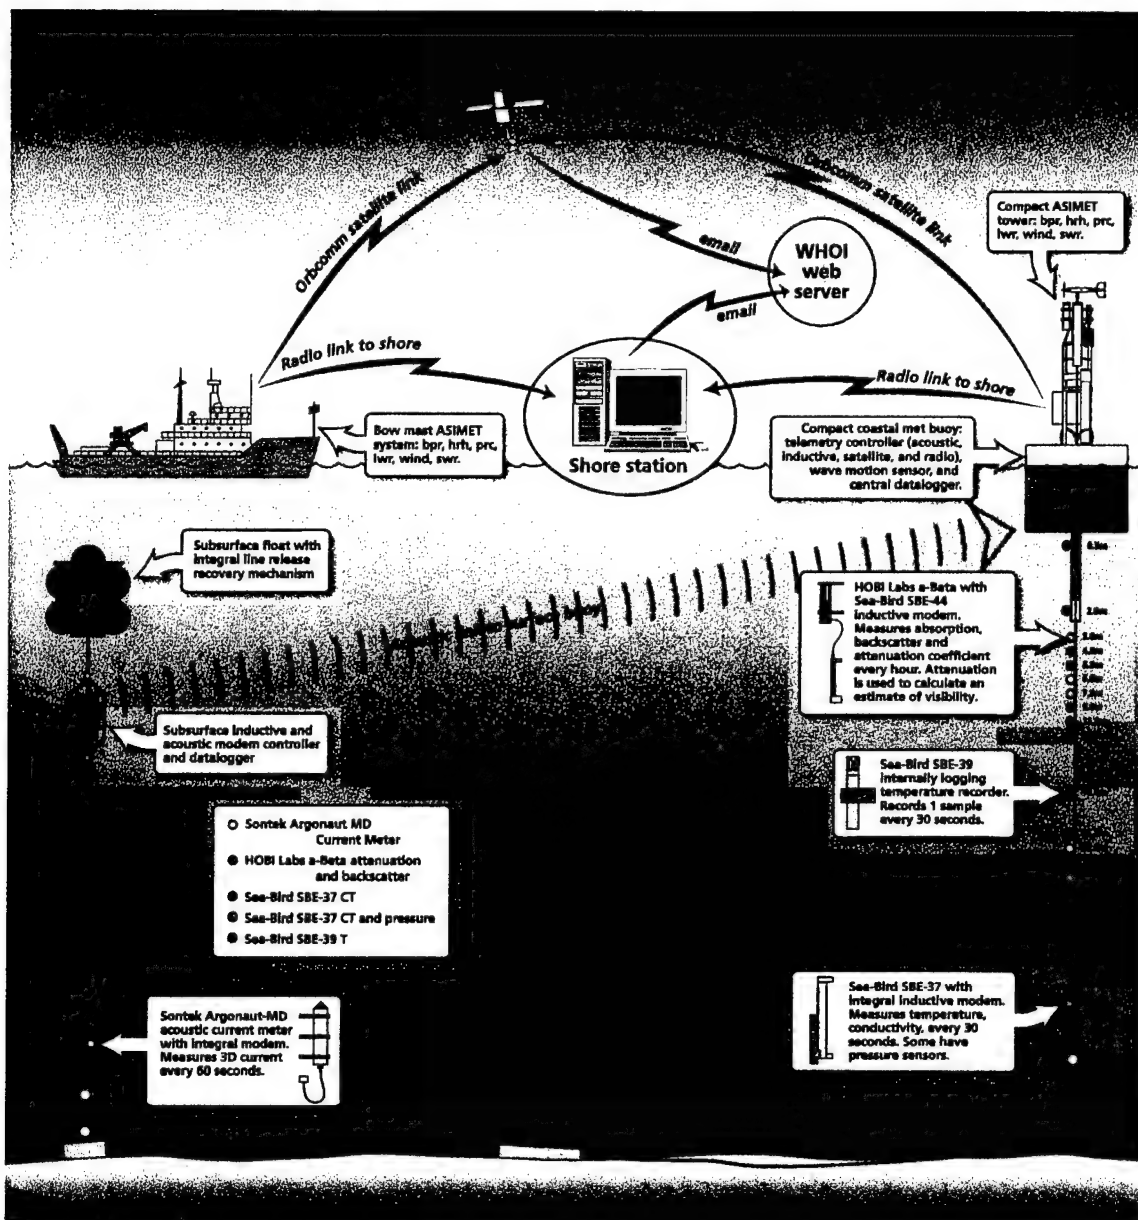 Orbcomm satellite link
Orbcomm satellite link
email
WHOI
web
server
email
Compact ASIMET
tower: bpr, hrh, prc,
lwr, wind, swr.
Radio link to shore
Radio link to shore
Shore station
Bow mast ASIMET
system: bpr, hrh, prc,
lwr, wind, swr.
Compact coastal met buoy:
telemetry controller (acoustic,
inductive, satellite, and radio),
wave motion sensor, and
central datalogger.
Subsurface float with
integral line release
recovery mechanism
HOBI Labs a-Beta with
Sea-Bird SBE-44
inductive modem.
Measures absorption,
backscatter and
attenuation coefficient
every hour. Attenuation
is used to calculate an
estimate of visibility.
Subsurface inductive and
acoustic modem controller
and datalogger
Sea-Bird SBE-39
internally logging
temperature recorder.
Records 1 sample
every 30 seconds.
Sontek Argonaut MD
Current Meter
HOBI Labs a-Beta attenuation
and backscatter
Sea-Bird SBE-37 CT
Sea-Bird SBE-37 CT and pressure
Sea-Bird SBE-39 T
Sontek Argonaut-MD
acoustic current meter
with integral modem.
Measures 3D current
every 60 seconds.
Sea-Bird SBE-37 with
integral inductive modem.
Measures temperature,
conductivity, every 30
seconds. Some have
pressure sensors.